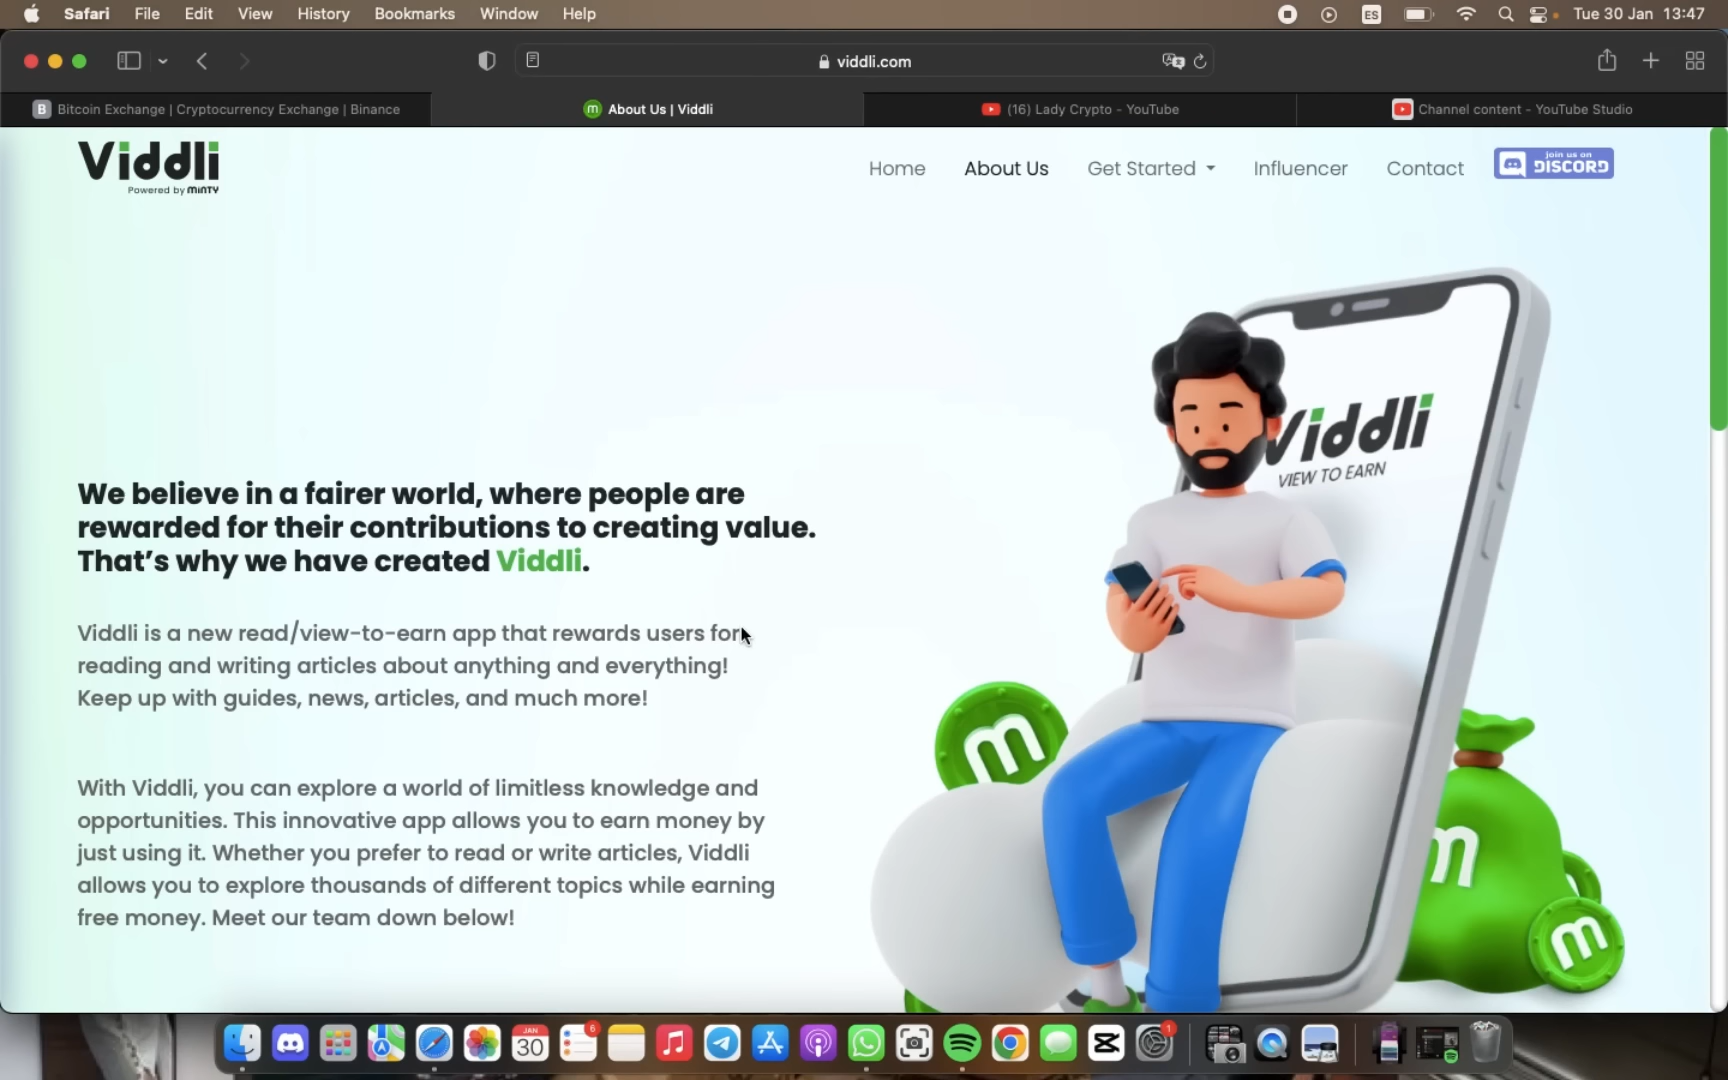 Safari File Edit View History Bookmarks Window Help ES Tue 30 Jan 13:47
viddli.com
B Bitcoin Exchange | Cryptocurrency Exchange | Binance
m About Us | Viddli
(16) Lady Crypto - YouTube
Channel content - YouTube Studio
Viddli
Powered by MINTY
Home About Us Get Started Influencer Contact
join us on
DISCORD
Viddli
VIEW TO EARN
We believe in a fairer world, where people are
rewarded for their contributions to creating value.
That's why we have created Viddli.
Viddli is a new read/view-to-earn app that rewards users for
reading and writing articles about anything and everything!
Keep up with guides, news, articles, and much more!
With Viddli, you can explore a world of limitless knowledge and
opportunities. This innovative app allows you to earn money by
just using it. Whether you prefer to read or write articles, Viddli
allows you to explore thousands of different topics while earning
free money. Meet our team down below!
m
m
m
JAN
30
6
1